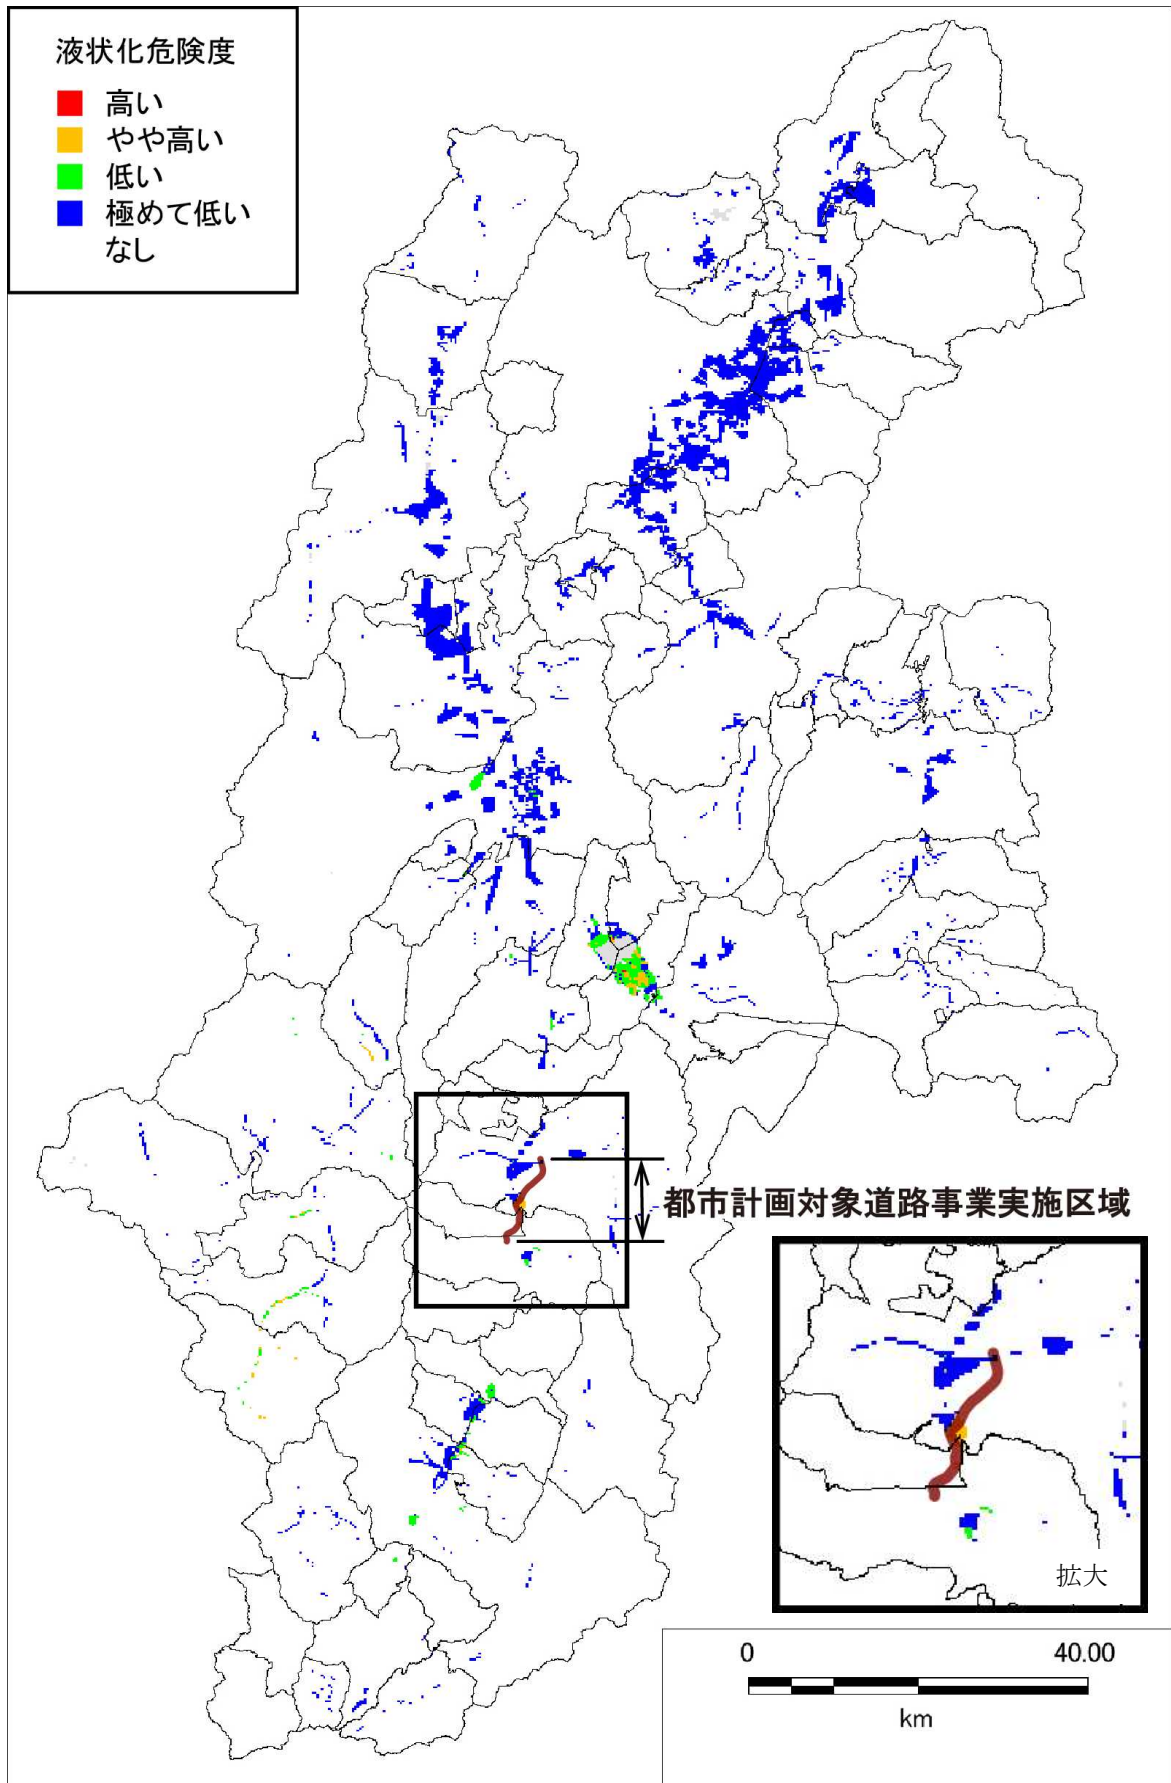 液状化危険度
高い
やや高い
低い
極めて低い
なし
都市計画対象道路事業実施区域
拡大
0 40.00
km